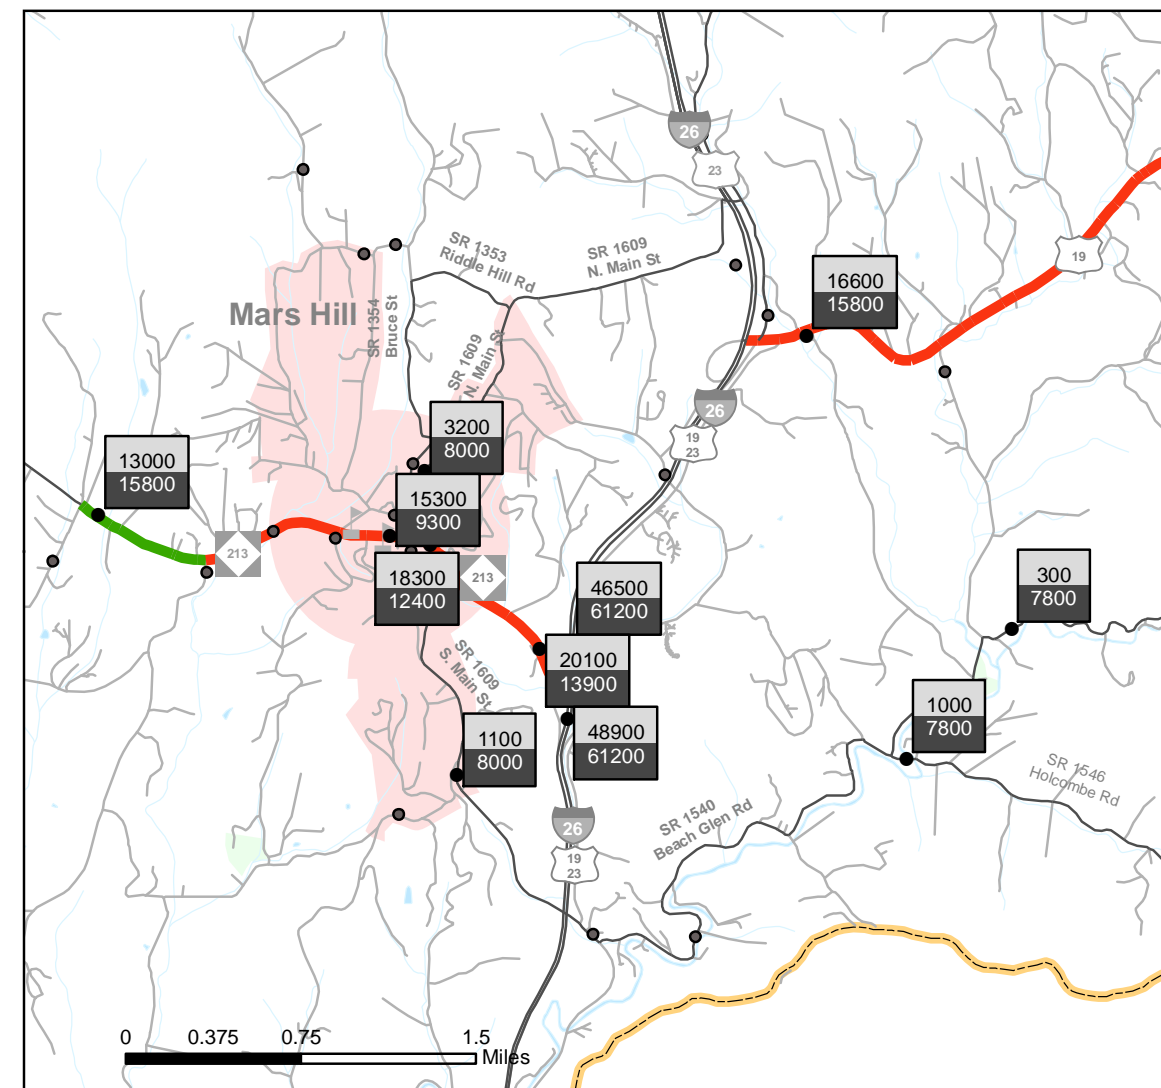 26
23
SR 1353
Riddle Hill Rd
SR 1609
N. Main St
19
16600
15800
Mars Hill
SR 1354
Bruce St
SR 1609
N. Main St
26
19
23
3200
8000
13000
15800
15300
9300
213
18300
12400
213
46500
61200
300
7800
SR 1609
S. Main St
20100
13900
1000
7800
1100
8000
48900
61200
SR 1546
Holcombe Rd
SR 1540
Beach Glen Rd
26
19
23
0 0.375 0.75 1.5
Miles